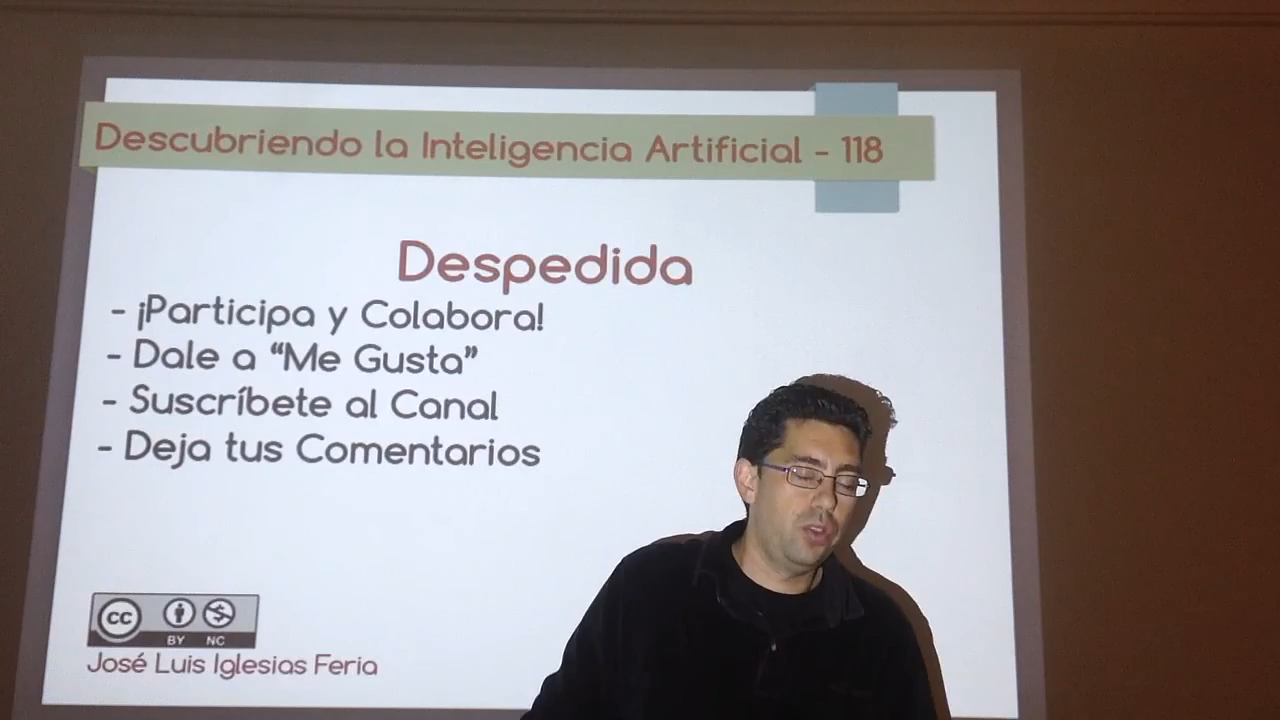 Descubriendo la Inteligencia Artificial - 118
Despedida
- ¡Participa y Colabora!
- Dale a “Me Gusta”
- Suscríbete al Canal
- Deja tus Comentarios
cc
BY NC
José Luis Iglesias Feria